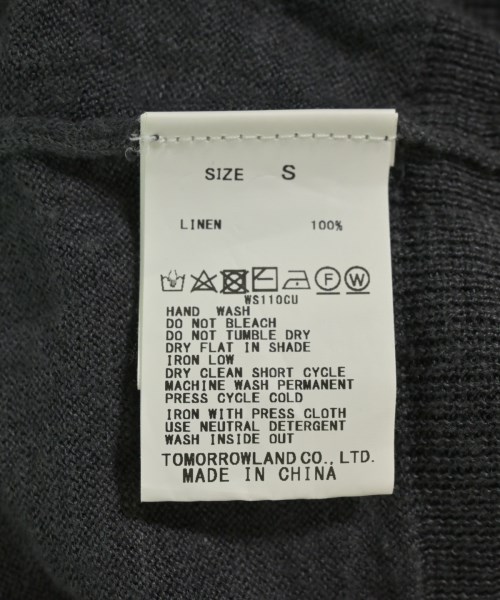 SIZE S
LINEN 100%
F W
WS110CU
HAND WASH
DO NOT BLEACH
DO NOT TUMBLE DRY
DRY FLAT IN SHADE
IRON LOW
DRY CLEAN SHORT CYCLE
MACHINE WASH PERMANENT
PRESS CYCLE COLD
IRON WITH PRESS CLOTH
USE NEUTRAL DETERGENT
WASH INSIDE OUT
TOMORROWLAND CO., LTD.
MADE IN CHINA